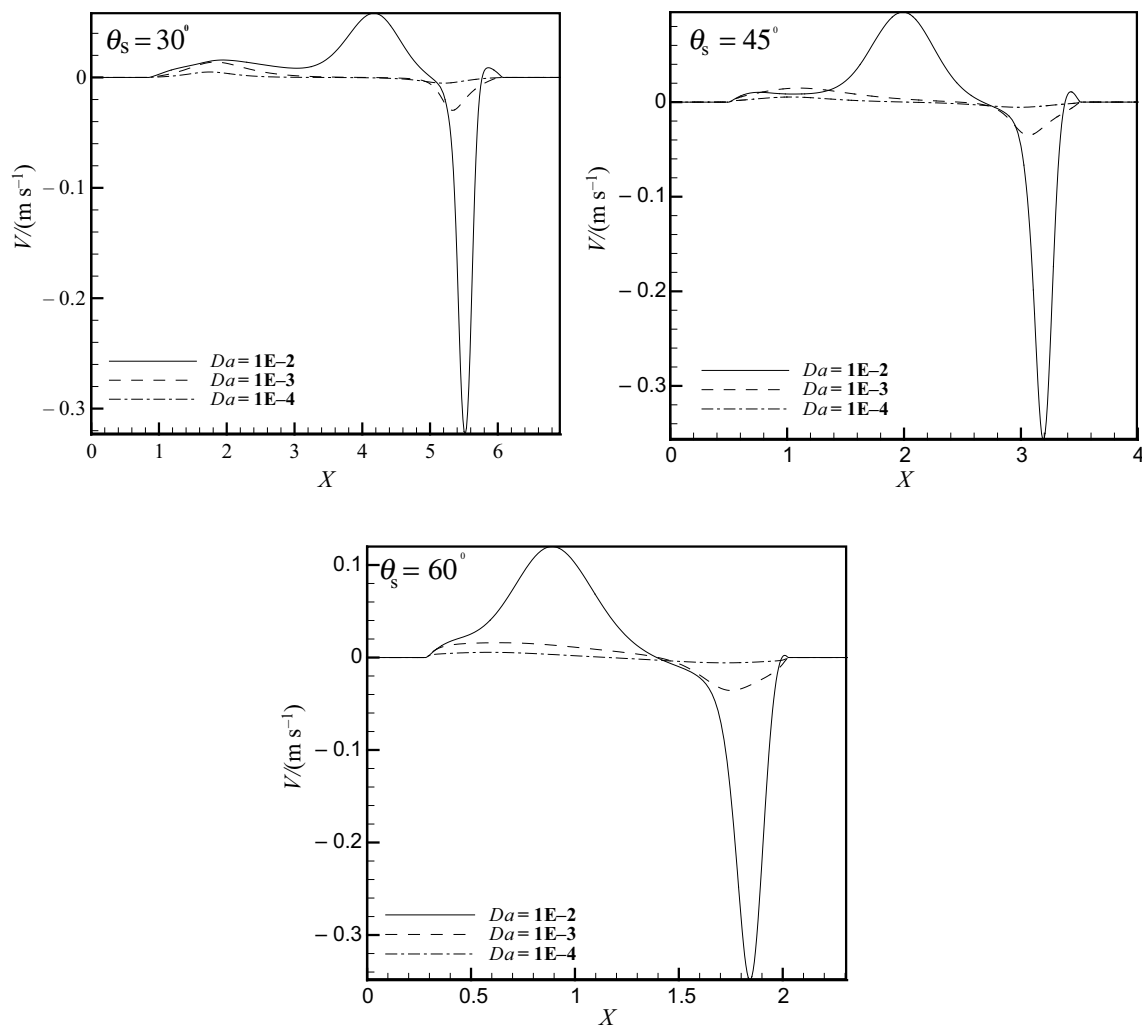 θs = 30°
0
– 0.1
– 0.2
– 0.3
V/(m s⁻¹)
Da = 1E–2
Da = 1E–3
Da = 1E–4
0 1 2 3 4 5 6
X
θs = 45°
0
– 0.1
– 0.2
– 0.3
V/(m s⁻¹)
Da = 1E–2
Da = 1E–3
Da = 1E–4
0 1 2 3 4
X
θs = 60°
0.1
0
– 0.1
– 0.2
– 0.3
V/(m s⁻¹)
Da = 1E–2
Da = 1E–3
Da = 1E–4
0 0.5 1 1.5 2
X